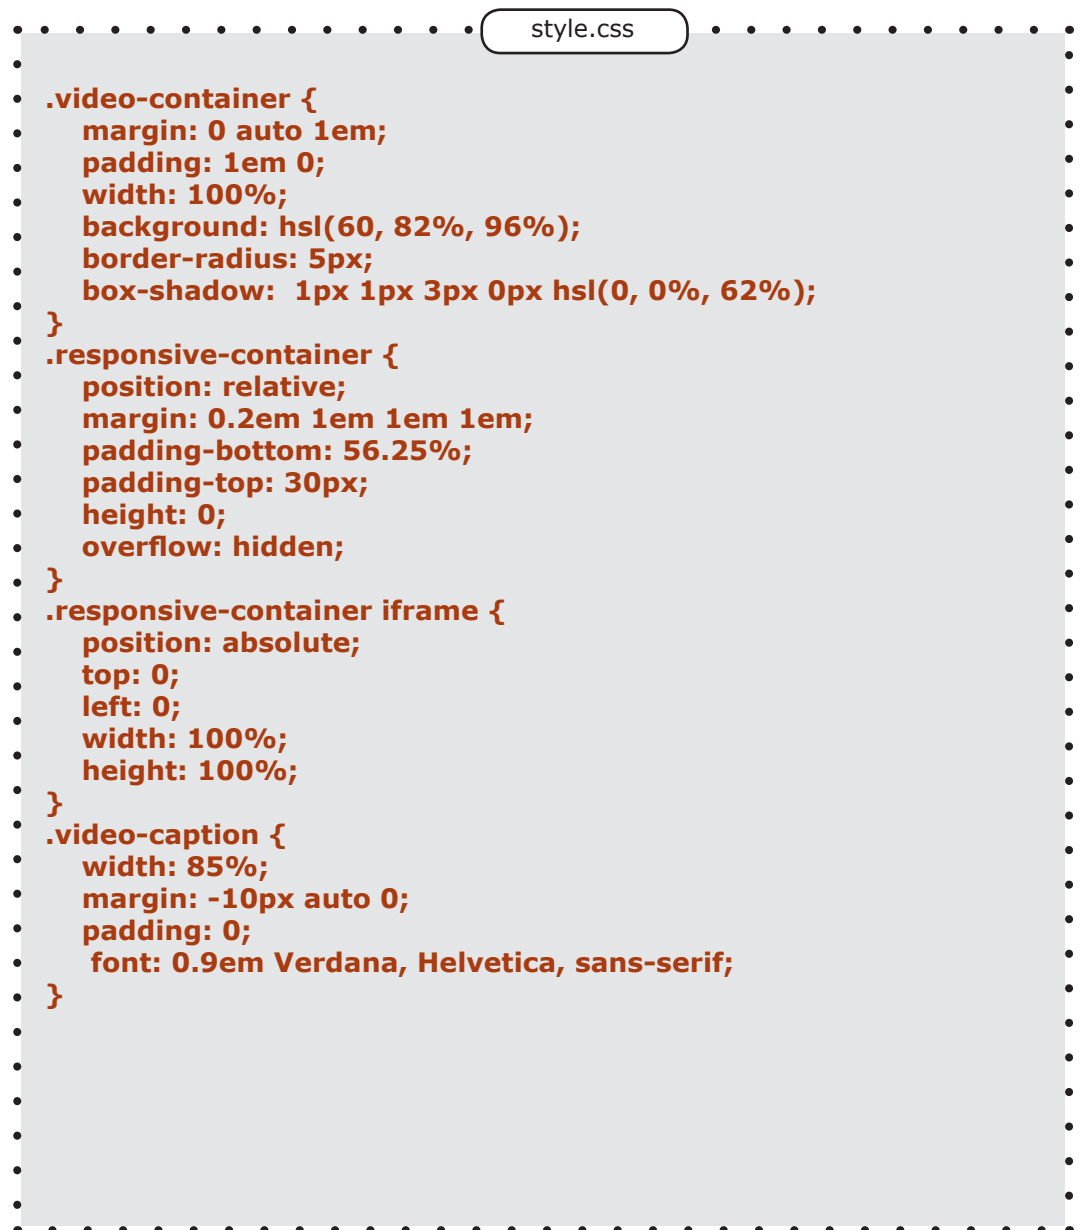 style.css
.video-container {
margin: 0 auto 1em;
padding: 1em 0;
width: 100%;
background: hsl(60, 82%, 96%);
border-radius: 5px;
box-shadow:  1px 1px 3px 0px hsl(0, 0%, 62%);
}
.responsive-container {
position: relative;
margin: 0.2em 1em 1em 1em;
padding-bottom: 56.25%;
padding-top: 30px;
height: 0;
overflow: hidden;
}
.responsive-container iframe {
position: absolute;
top: 0;
left: 0;
width: 100%;
height: 100%;
}
.video-caption {
width: 85%;
margin: -10px auto 0;
padding: 0;
font: 0.9em Verdana, Helvetica, sans-serif;
}